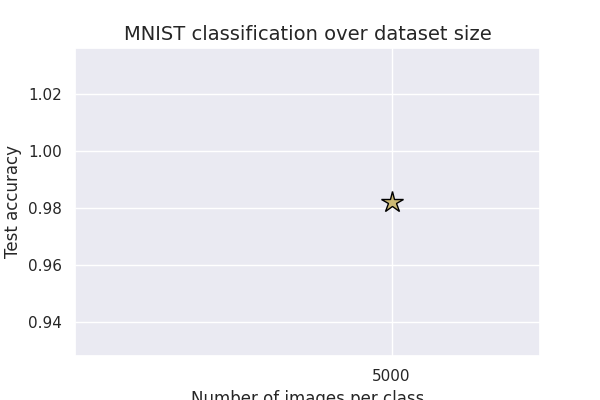 MNIST classification over dataset size
1.02
1.00
0.98
0.96
0.94
Test accuracy
5000
Number of images per class